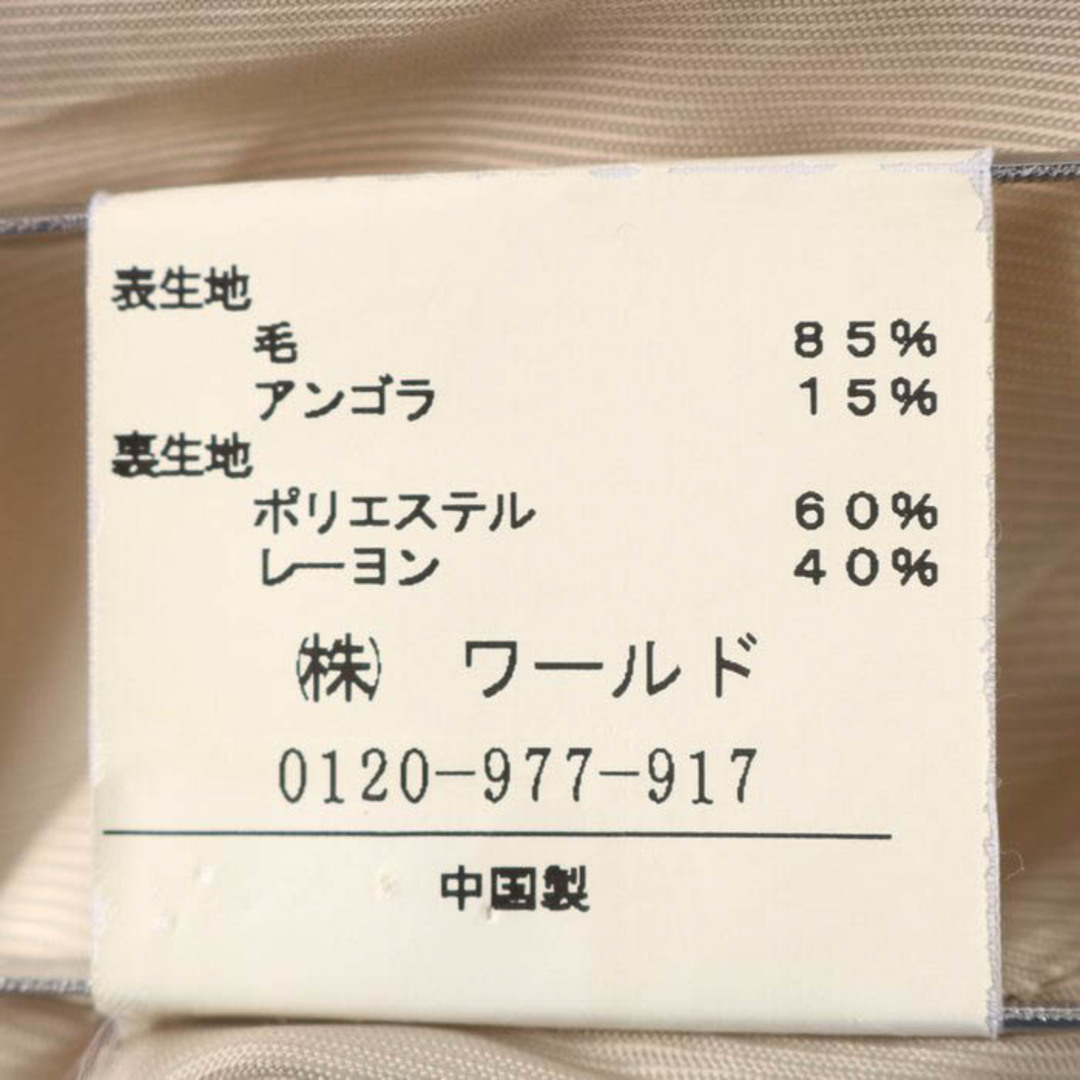 表生地
毛 85%
アンゴラ 15%
裏生地
ポリエステル 60%
レーヨン 40%
㈱ ワールド
0120-977-917
中国製